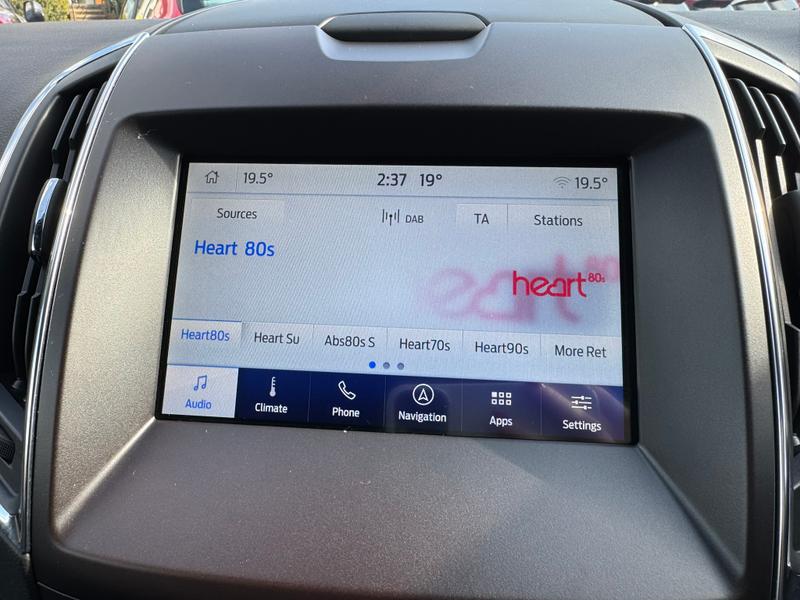 19.5° 2:37 19° 19.5°
Sources DAB TA Stations
Heart 80s
heart 80s
Heart80s Heart Su Abs80s S Heart70s Heart90s More Ret
Audio Climate Phone Navigation Apps Settings